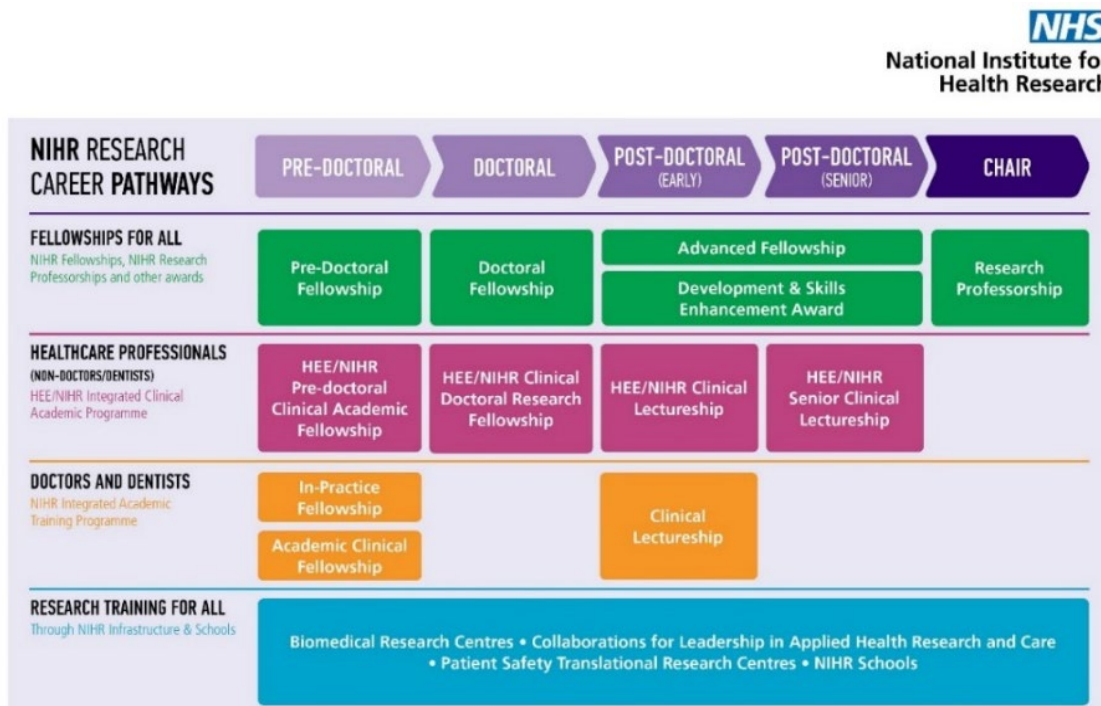 NHS
National Institute fo
Health Research
NIHR RESEARCH
CAREER PATHWAYS
PRE-DOCTORAL
DOCTORAL
POST-DOCTORAL
(EARLY)
POST-DOCTORAL
(SENIOR)
CHAIR
FELLOWSHIPS FOR ALL
NIHR Fellowships, NIHR Research
Professorships and other awards
Pre-Doctoral
Fellowship
Doctoral
Fellowship
Advanced Fellowship
Development & Skills
Enhancement Award
Research
Professorship
HEALTHCARE PROFESSIONALS
(NON-DOCTORS/DENTISTS)
HEE/NIHR Integrated Clinical
Academic Programme
HEE/NIHR
Pre-doctoral
Clinical Academic
Fellowship
HEE/NIHR Clinical
Doctoral Research
Fellowship
HEE/NIHR Clinical
Lectureship
HEE/NIHR
Senior Clinical
Lectureship
DOCTORS AND DENTISTS
NIHR Integrated Academic
Training Programme
In-Practice
Fellowship
Academic Clinical
Fellowship
Clinical
Lectureship
RESEARCH TRAINING FOR ALL
Through NIHR Infrastructure & Schools
Biomedical Research Centres • Collaborations for Leadership in Applied Health Research and Care
• Patient Safety Translational Research Centres • NIHR Schools